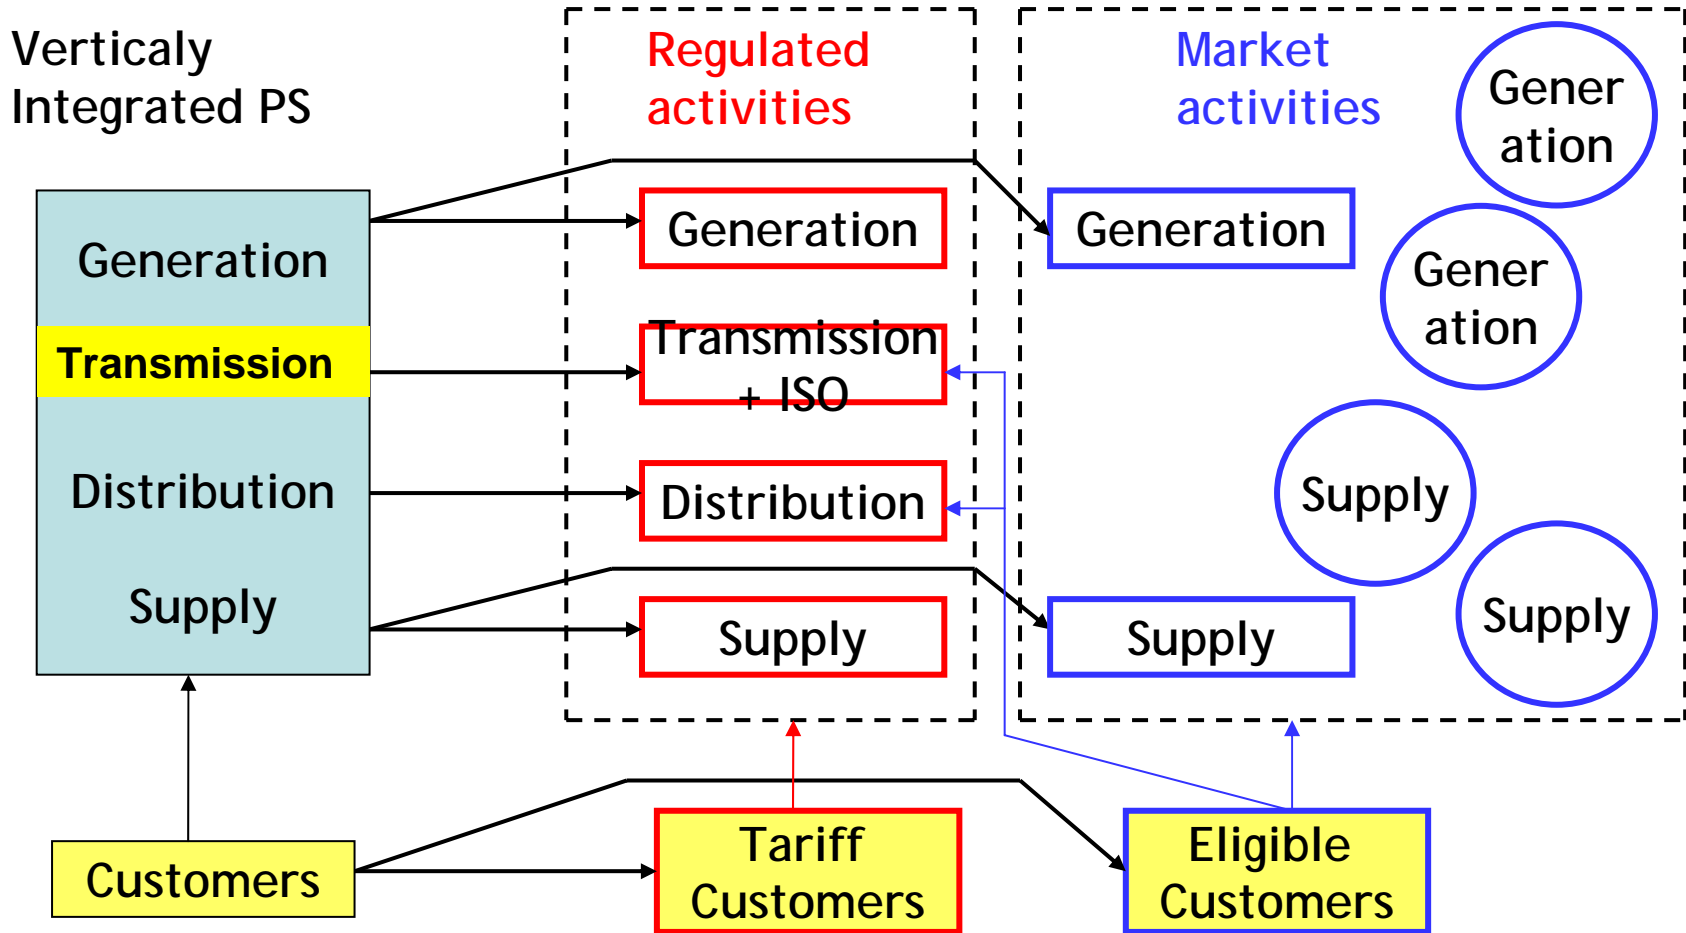 Verticaly
Integrated PS
Regulated
activities
Market
activities
Gener
ation
Generation
Generation
Generation
Gener
ation
Transmission
Transmission
+ ISO
Distribution
Distribution
Supply
Supply
Supply
Supply
Supply
Customers
Tariff
Customers
Eligible
Customers